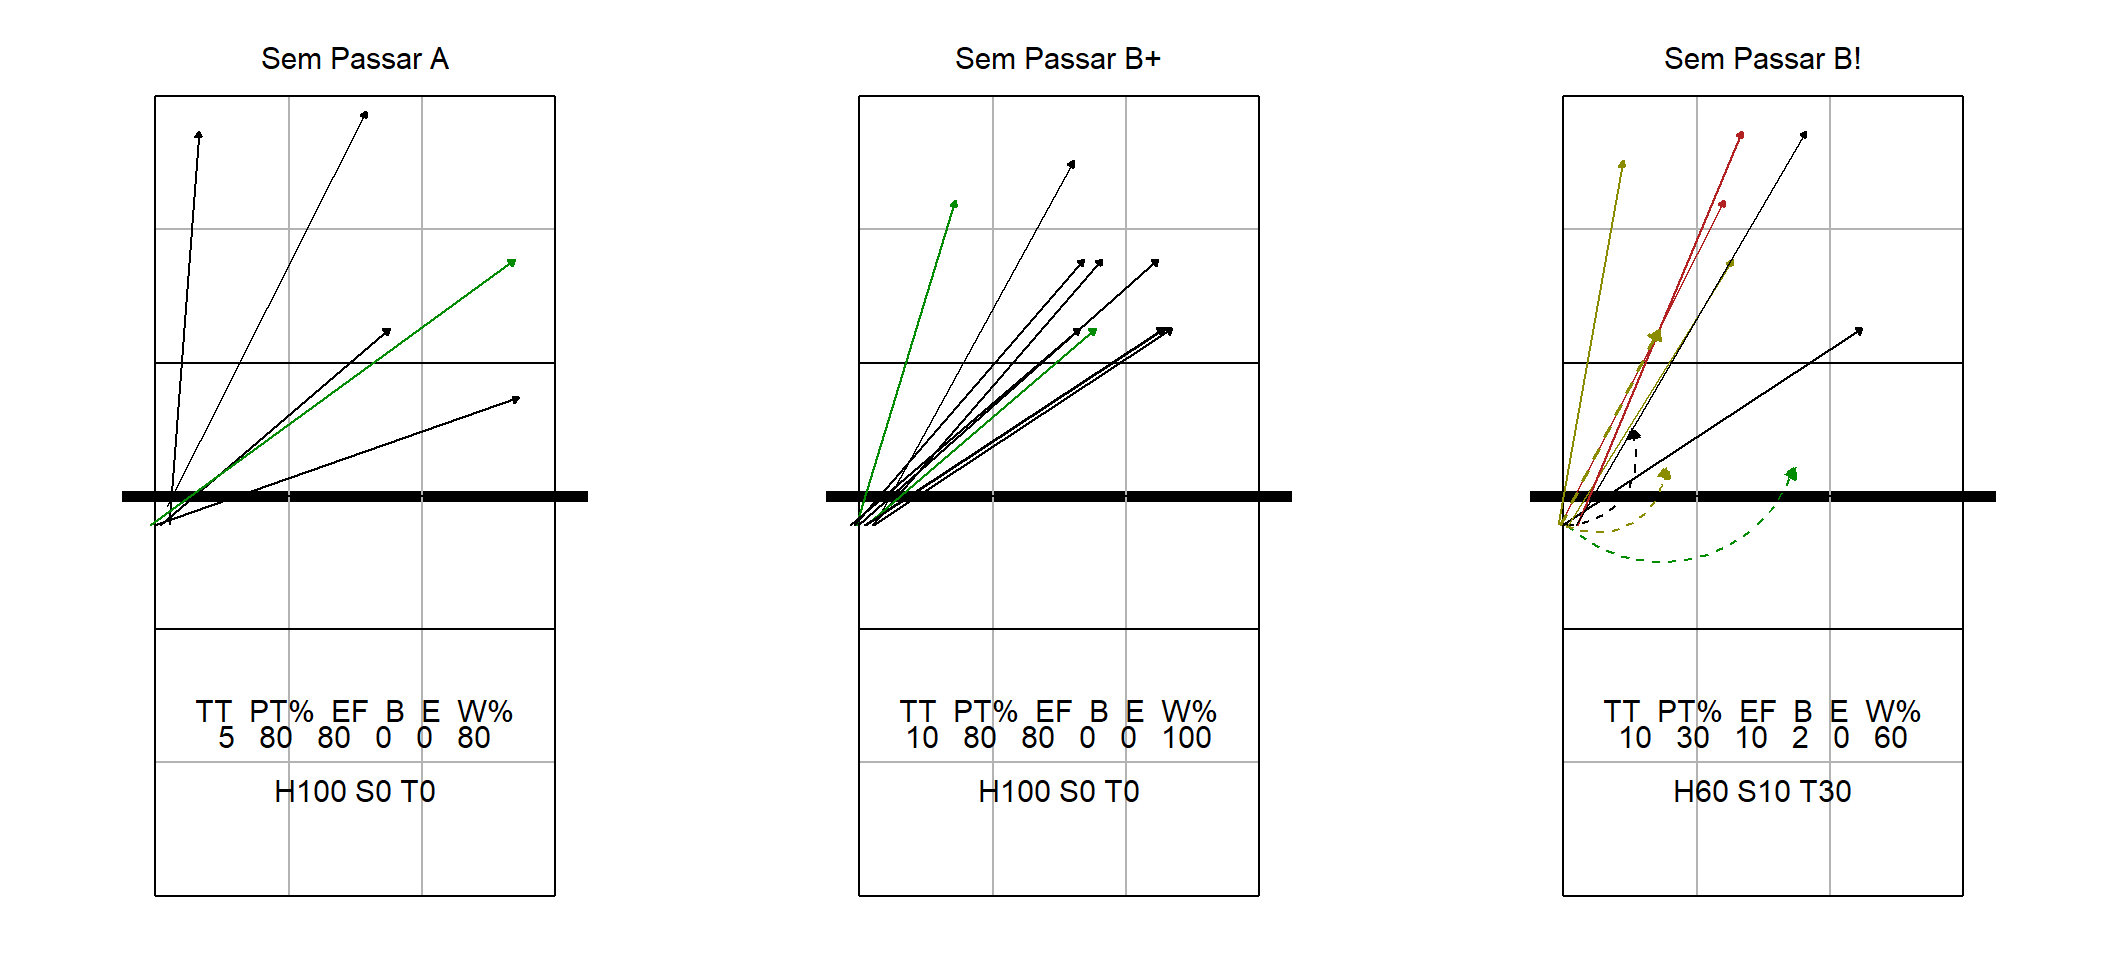 Sem Passar A
TT PT% EF B E W%
5 80 80 0 0 80
H100 S0 T0
Sem Passar B+
TT PT% EF B E W%
10 80 80 0 0 100
H100 S0 T0
Sem Passar B!
TT PT% EF B E W%
10 30 10 2 0 60
H60 S10 T30